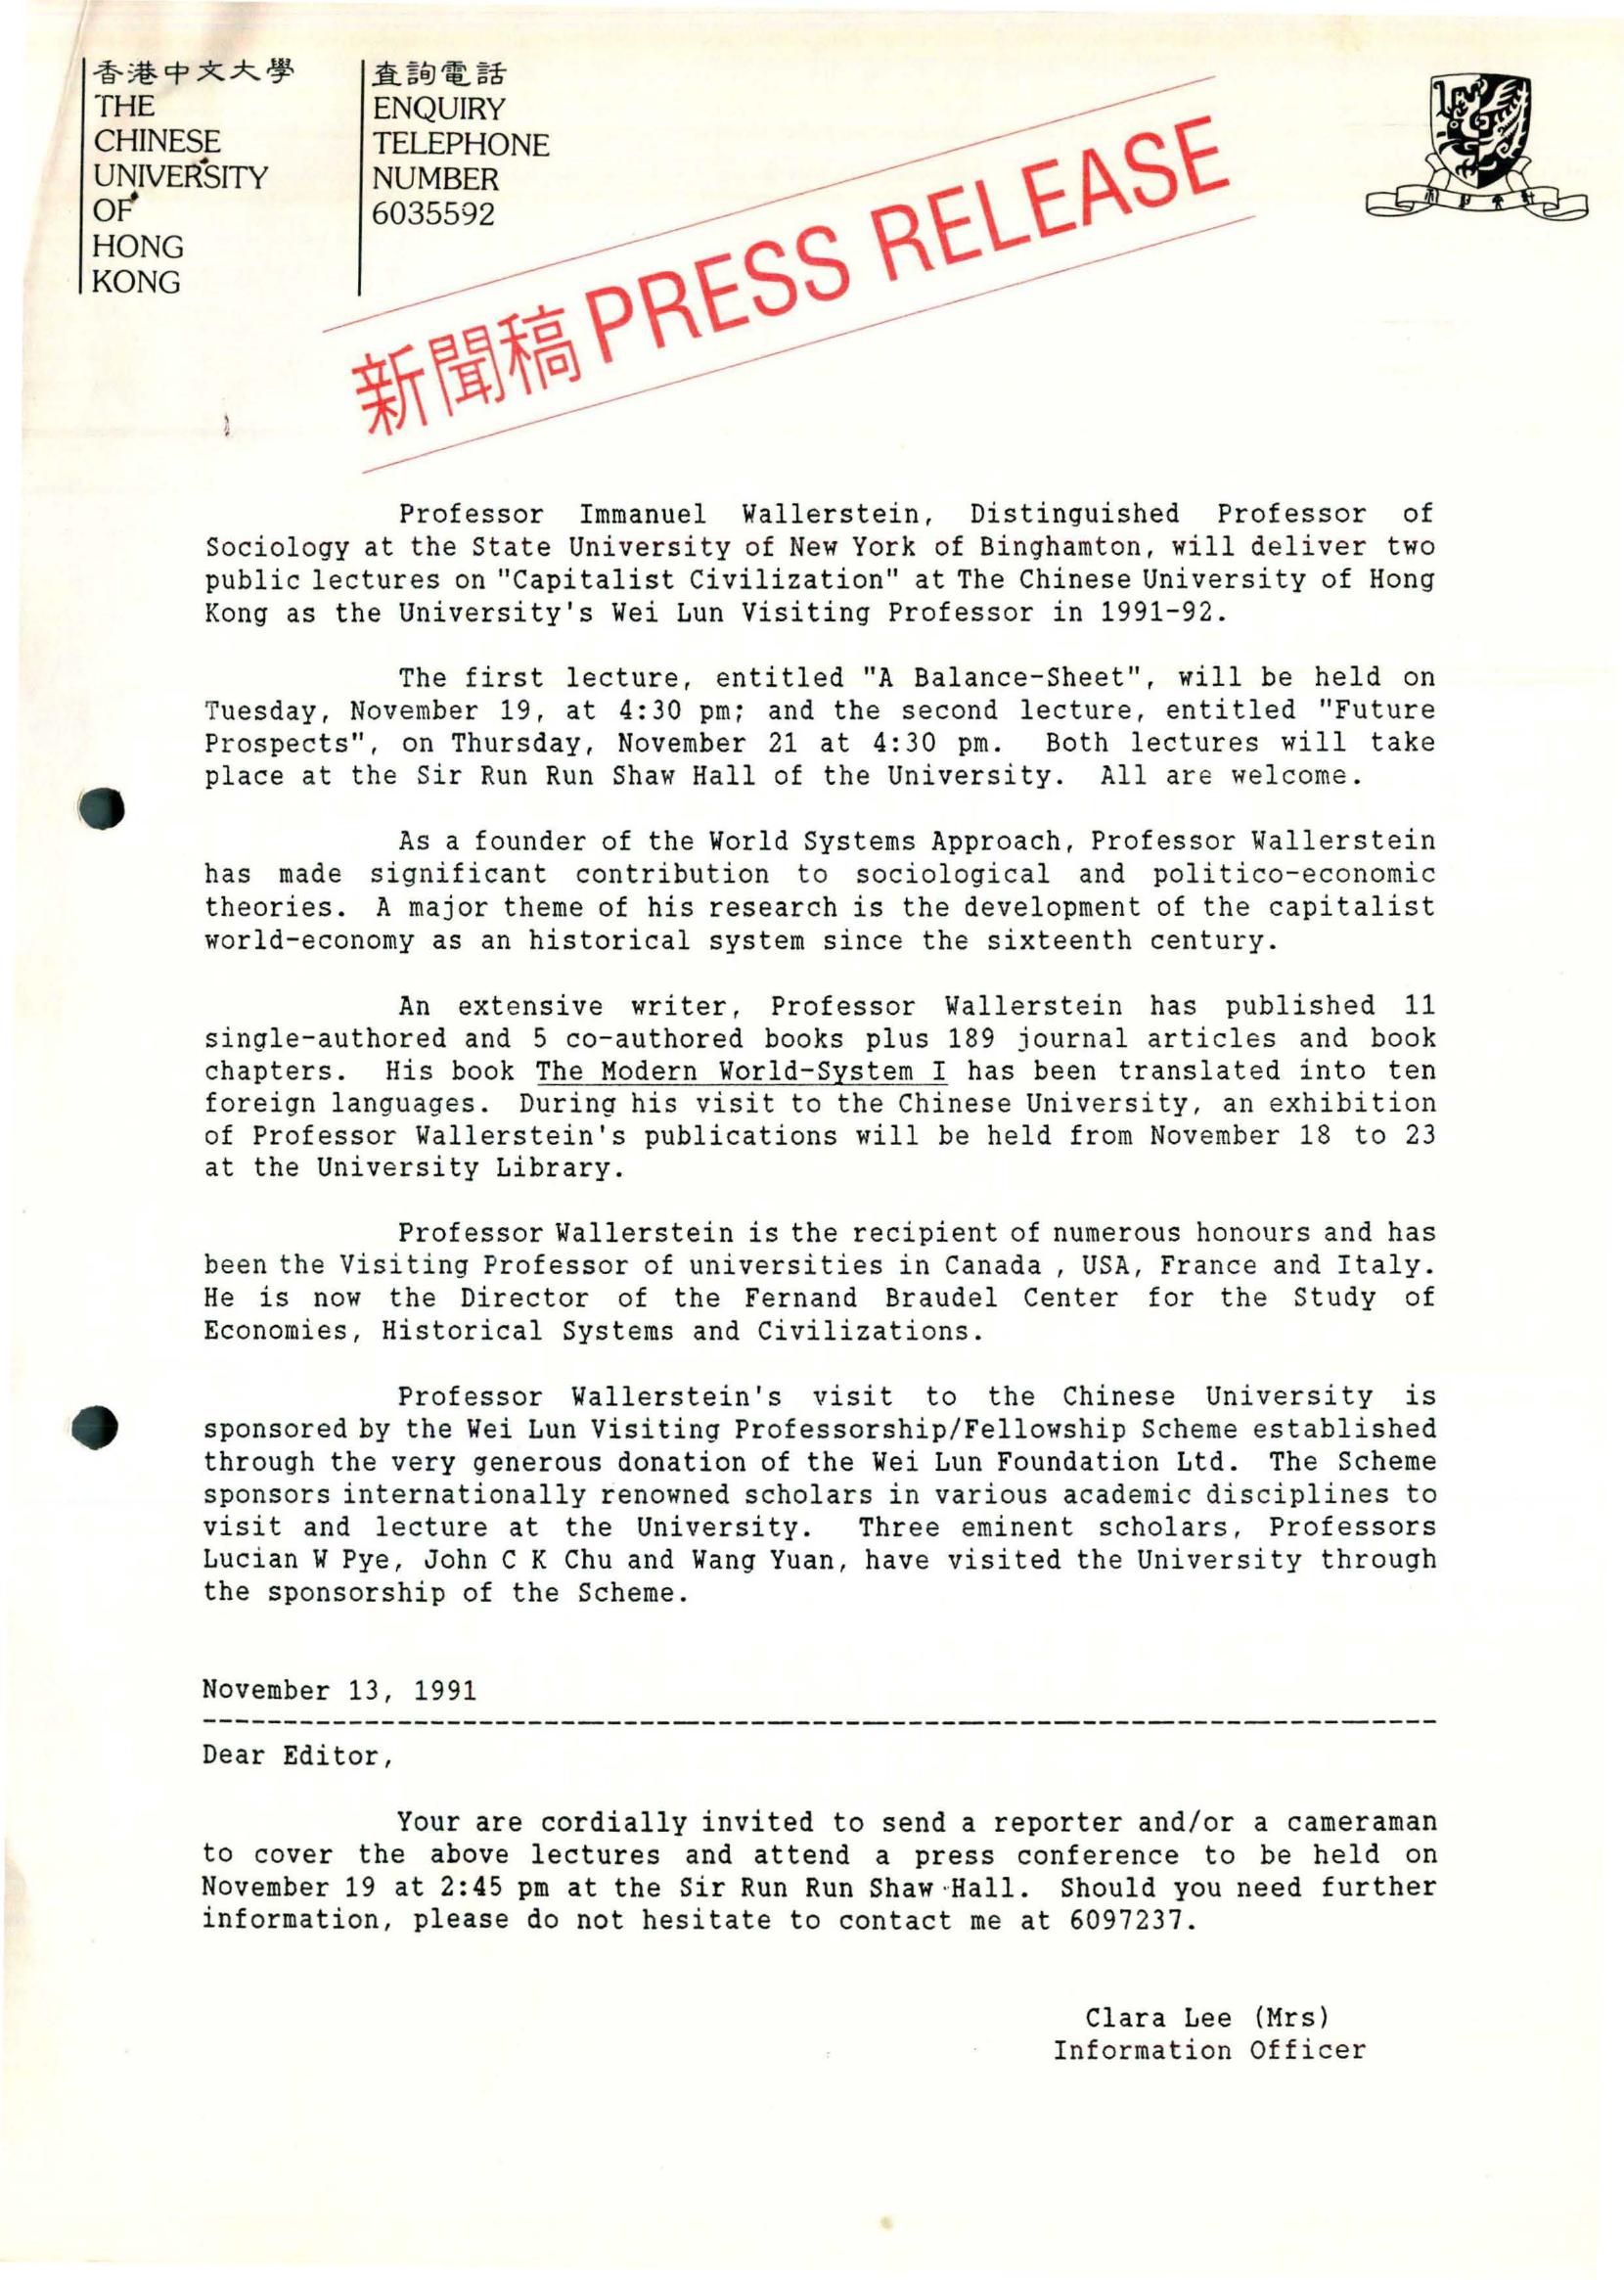 香港中文大學
THE
CHINESE
UNIVERSITY
OF
HONG
KONG
查詢電話
ENQUIRY
TELEPHONE
NUMBER
6035592
新聞稿 PRESS RELEASE
Professor Immanuel Wallerstein, Distinguished Professor of
Sociology at the State University of New York of Binghamton, will deliver two
public lectures on "Capitalist Civilization" at The Chinese University of Hong
Kong as the University's Wei Lun Visiting Professor in 1991-92.
The first lecture, entitled "A Balance-Sheet", will be held on
Tuesday, November 19, at 4:30 pm; and the second lecture, entitled "Future
Prospects", on Thursday, November 21 at 4:30 pm. Both lectures will take
place at the Sir Run Run Shaw Hall of the University. All are welcome.
As a founder of the World Systems Approach, Professor Wallerstein
has made significant contribution to sociological and politico-economic
theories. A major theme of his research is the development of the capitalist
world-economy as an historical system since the sixteenth century.
An extensive writer, Professor Wallerstein has published 11
single-authored and 5 co-authored books plus 189 journal articles and book
chapters. His book The Modern World-System I has been translated into ten
foreign languages. During his visit to the Chinese University, an exhibition
of Professor Wallerstein's publications will be held from November 18 to 23
at the University Library.
Professor Wallerstein is the recipient of numerous honours and has
been the Visiting Professor of universities in Canada , USA, France and Italy.
He is now the Director of the Fernand Braudel Center for the Study of
Economies, Historical Systems and Civilizations.
Professor Wallerstein's visit to the Chinese University is
sponsored by the Wei Lun Visiting Professorship/Fellowship Scheme established
through the very generous donation of the Wei Lun Foundation Ltd. The Scheme
sponsors internationally renowned scholars in various academic disciplines to
visit and lecture at the University. Three eminent scholars, Professors
Lucian W Pye, John C K Chu and Wang Yuan, have visited the University through
the sponsorship of the Scheme.
November 13, 1991
Dear Editor,
Your are cordially invited to send a reporter and/or a cameraman
to cover the above lectures and attend a press conference to be held on
November 19 at 2:45 pm at the Sir Run Run Shaw Hall. Should you need further
information, please do not hesitate to contact me at 6097237.
Clara Lee (Mrs)
Information Officer